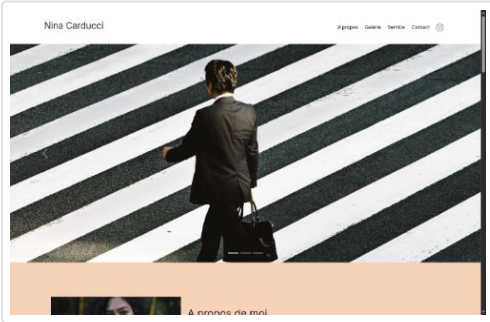 Nina Carducci
A propos Galerie Service Contact
A propos de moi